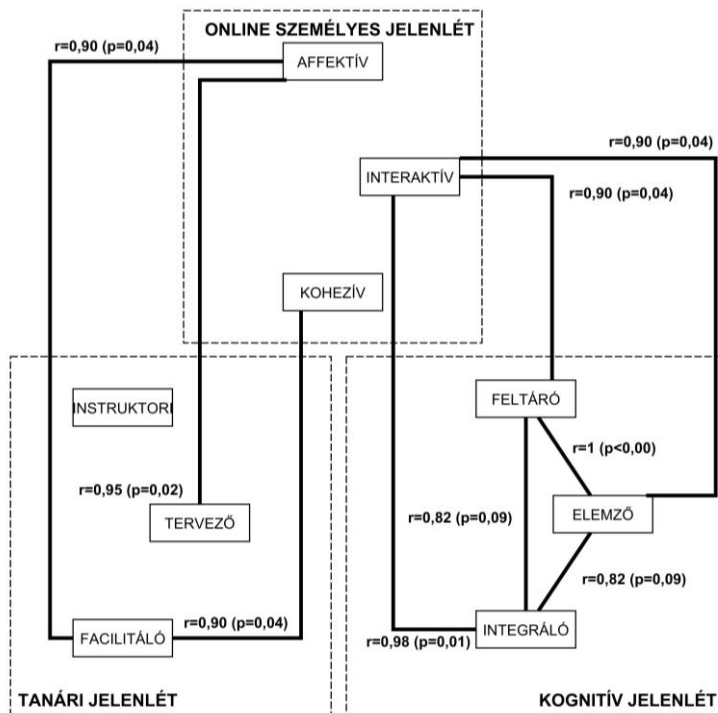 ONLINE SZEMÉLYES JELENLÉT
r=0,90 (p=0,04)
AFFEKTÍV
r=0,90 (p=0,04)
INTERAKTÍV
r=0,90 (p=0,04)
KOHEZÍV
INSTRUKTORI
FELTÁRÓ
r=1 (p<0,00)
r=0,95 (p=0,02)
TERVEZŐ
r=0,82 (p=0,09)
ELEMZŐ
r=0,82 (p=0,09)
FACILITÁLÓ
r=0,90 (p=0,04)
r=0,98 (p=0,01)
INTEGRÁLÓ
TANÁRI JELENLÉT
KOGNITÍV JELENLÉT